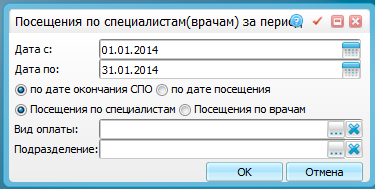 Посещения по специалистам(врачам) за период
Дата с: 01.01.2014
Дата по: 31.01.2014
по дате окончания СПО по дате посещения
Посещения по специалистам Посещения по врачам
Вид оплаты: ...
Подразделение: ...
OK Отмена